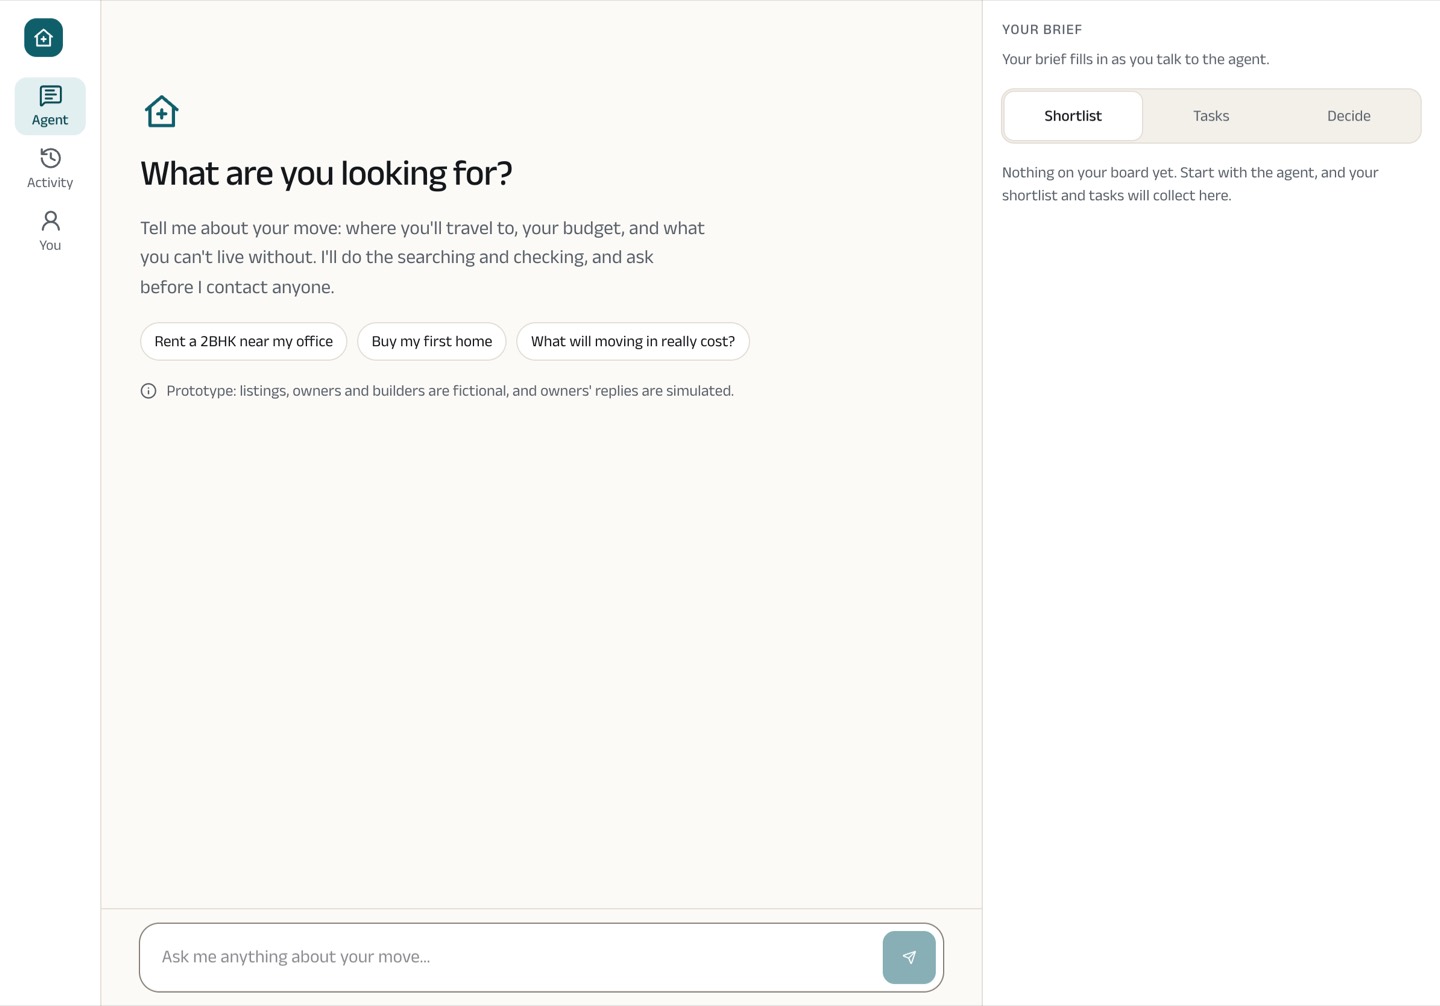 Agent
Activity
You
What are you looking for?
Tell me about your move: where you'll travel to, your budget, and what
you can't live without. I'll do the searching and checking, and ask
before I contact anyone.
Rent a 2BHK near my office
Buy my first home
What will moving in really cost?
Prototype: listings, owners and builders are fictional, and owners' replies are simulated.
Ask me anything about your move...
YOUR BRIEF
Your brief fills in as you talk to the agent.
Shortlist
Tasks
Decide
Nothing on your board yet. Start with the agent, and your
shortlist and tasks will collect here.